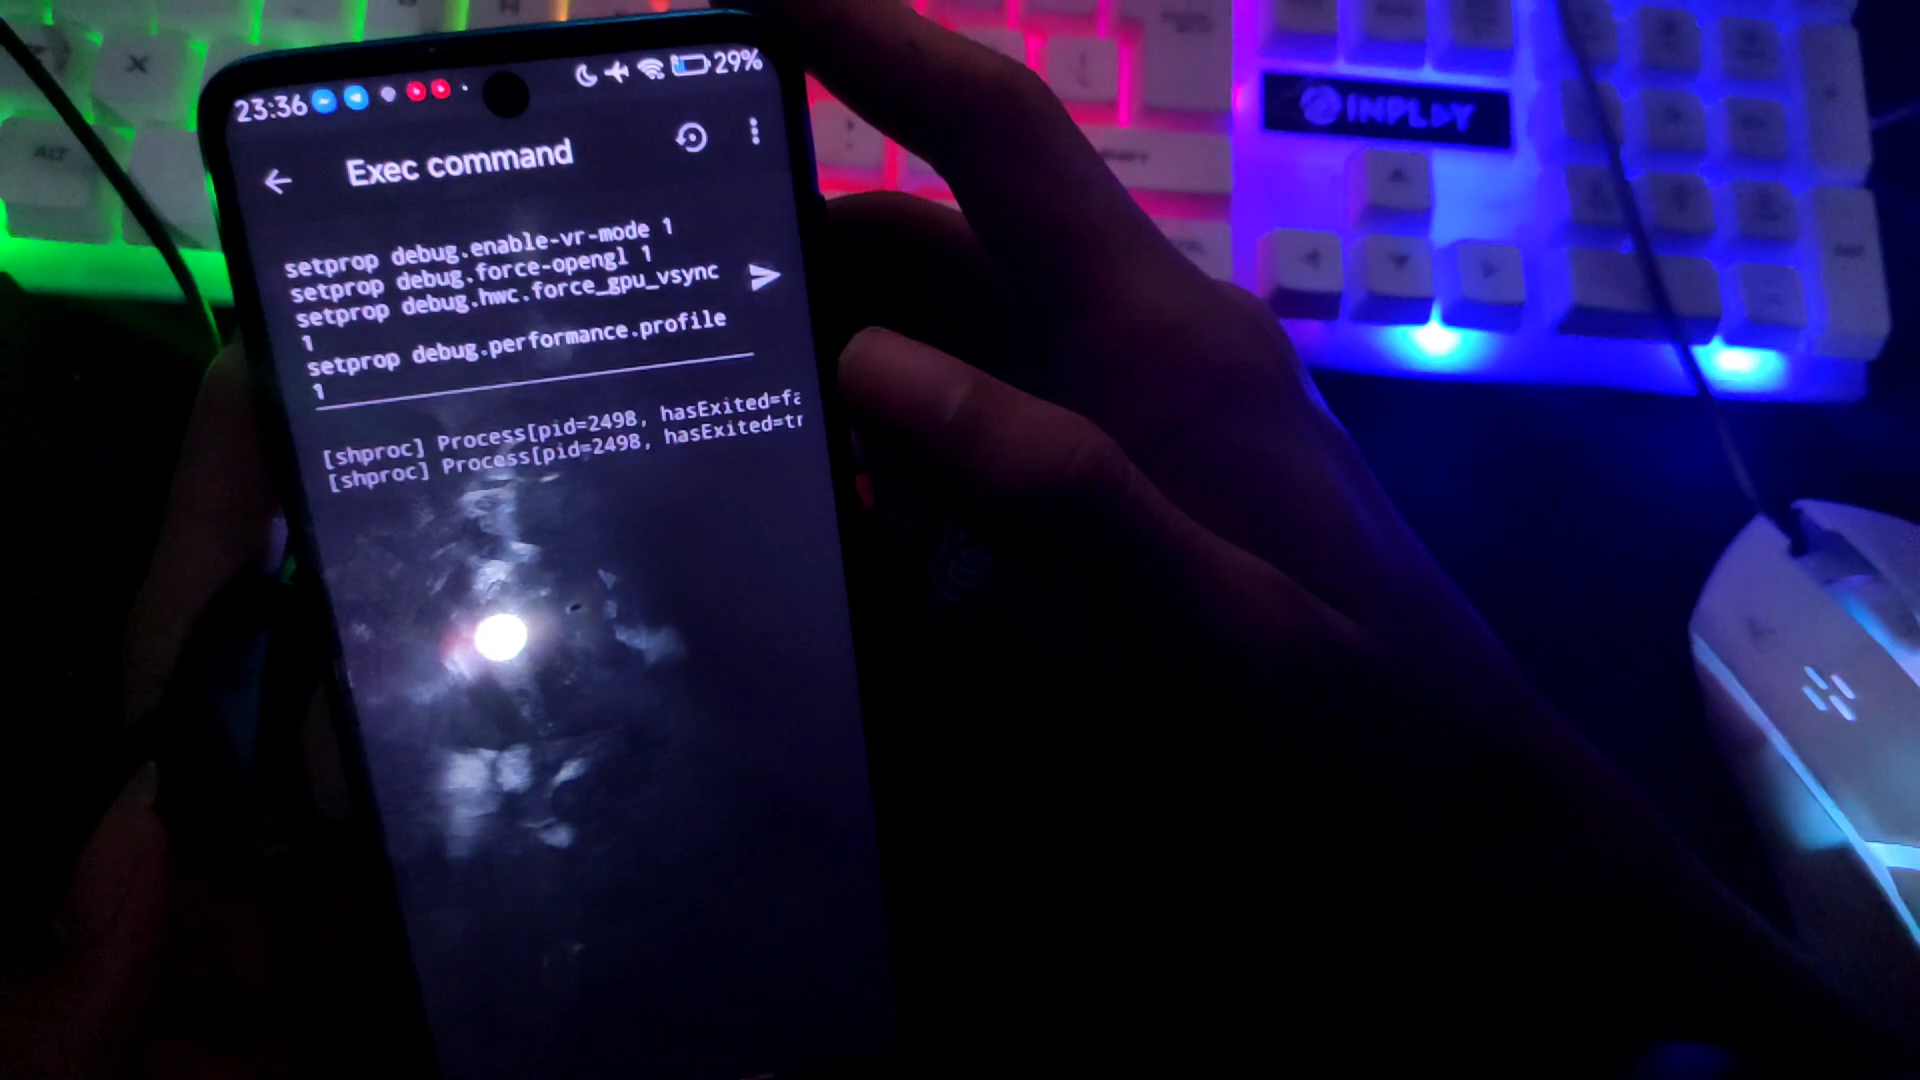 X
H
23:36
29%
ALT
Exec command
INPLAY
setprop debug.enable-vr-mode 1
setprop debug.force-opengl 1
setprop debug.hwc.force_gpu_vsync
1
setprop debug.performance.profile
1
[shproc] Process[pid=2498, hasExited=fa
[shproc] Process[pid=2498, hasExited=tr